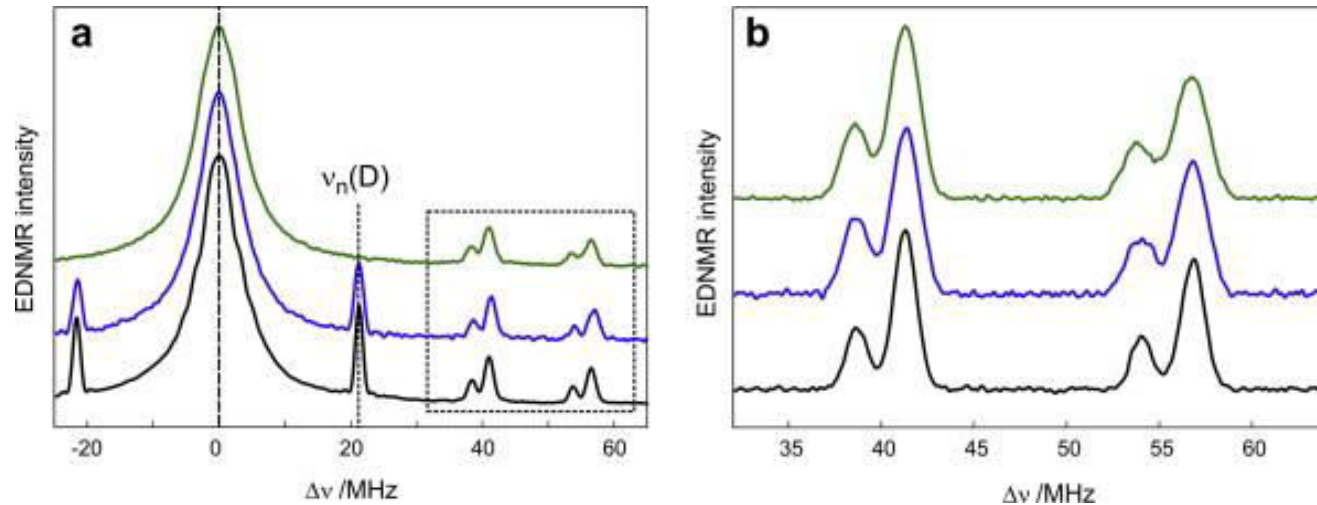 a
EDNMR intensity
νn(D)
-20 0 20 40 60
Δν /MHz
b
EDNMR intensity
35 40 45 50 55 60
Δν /MHz